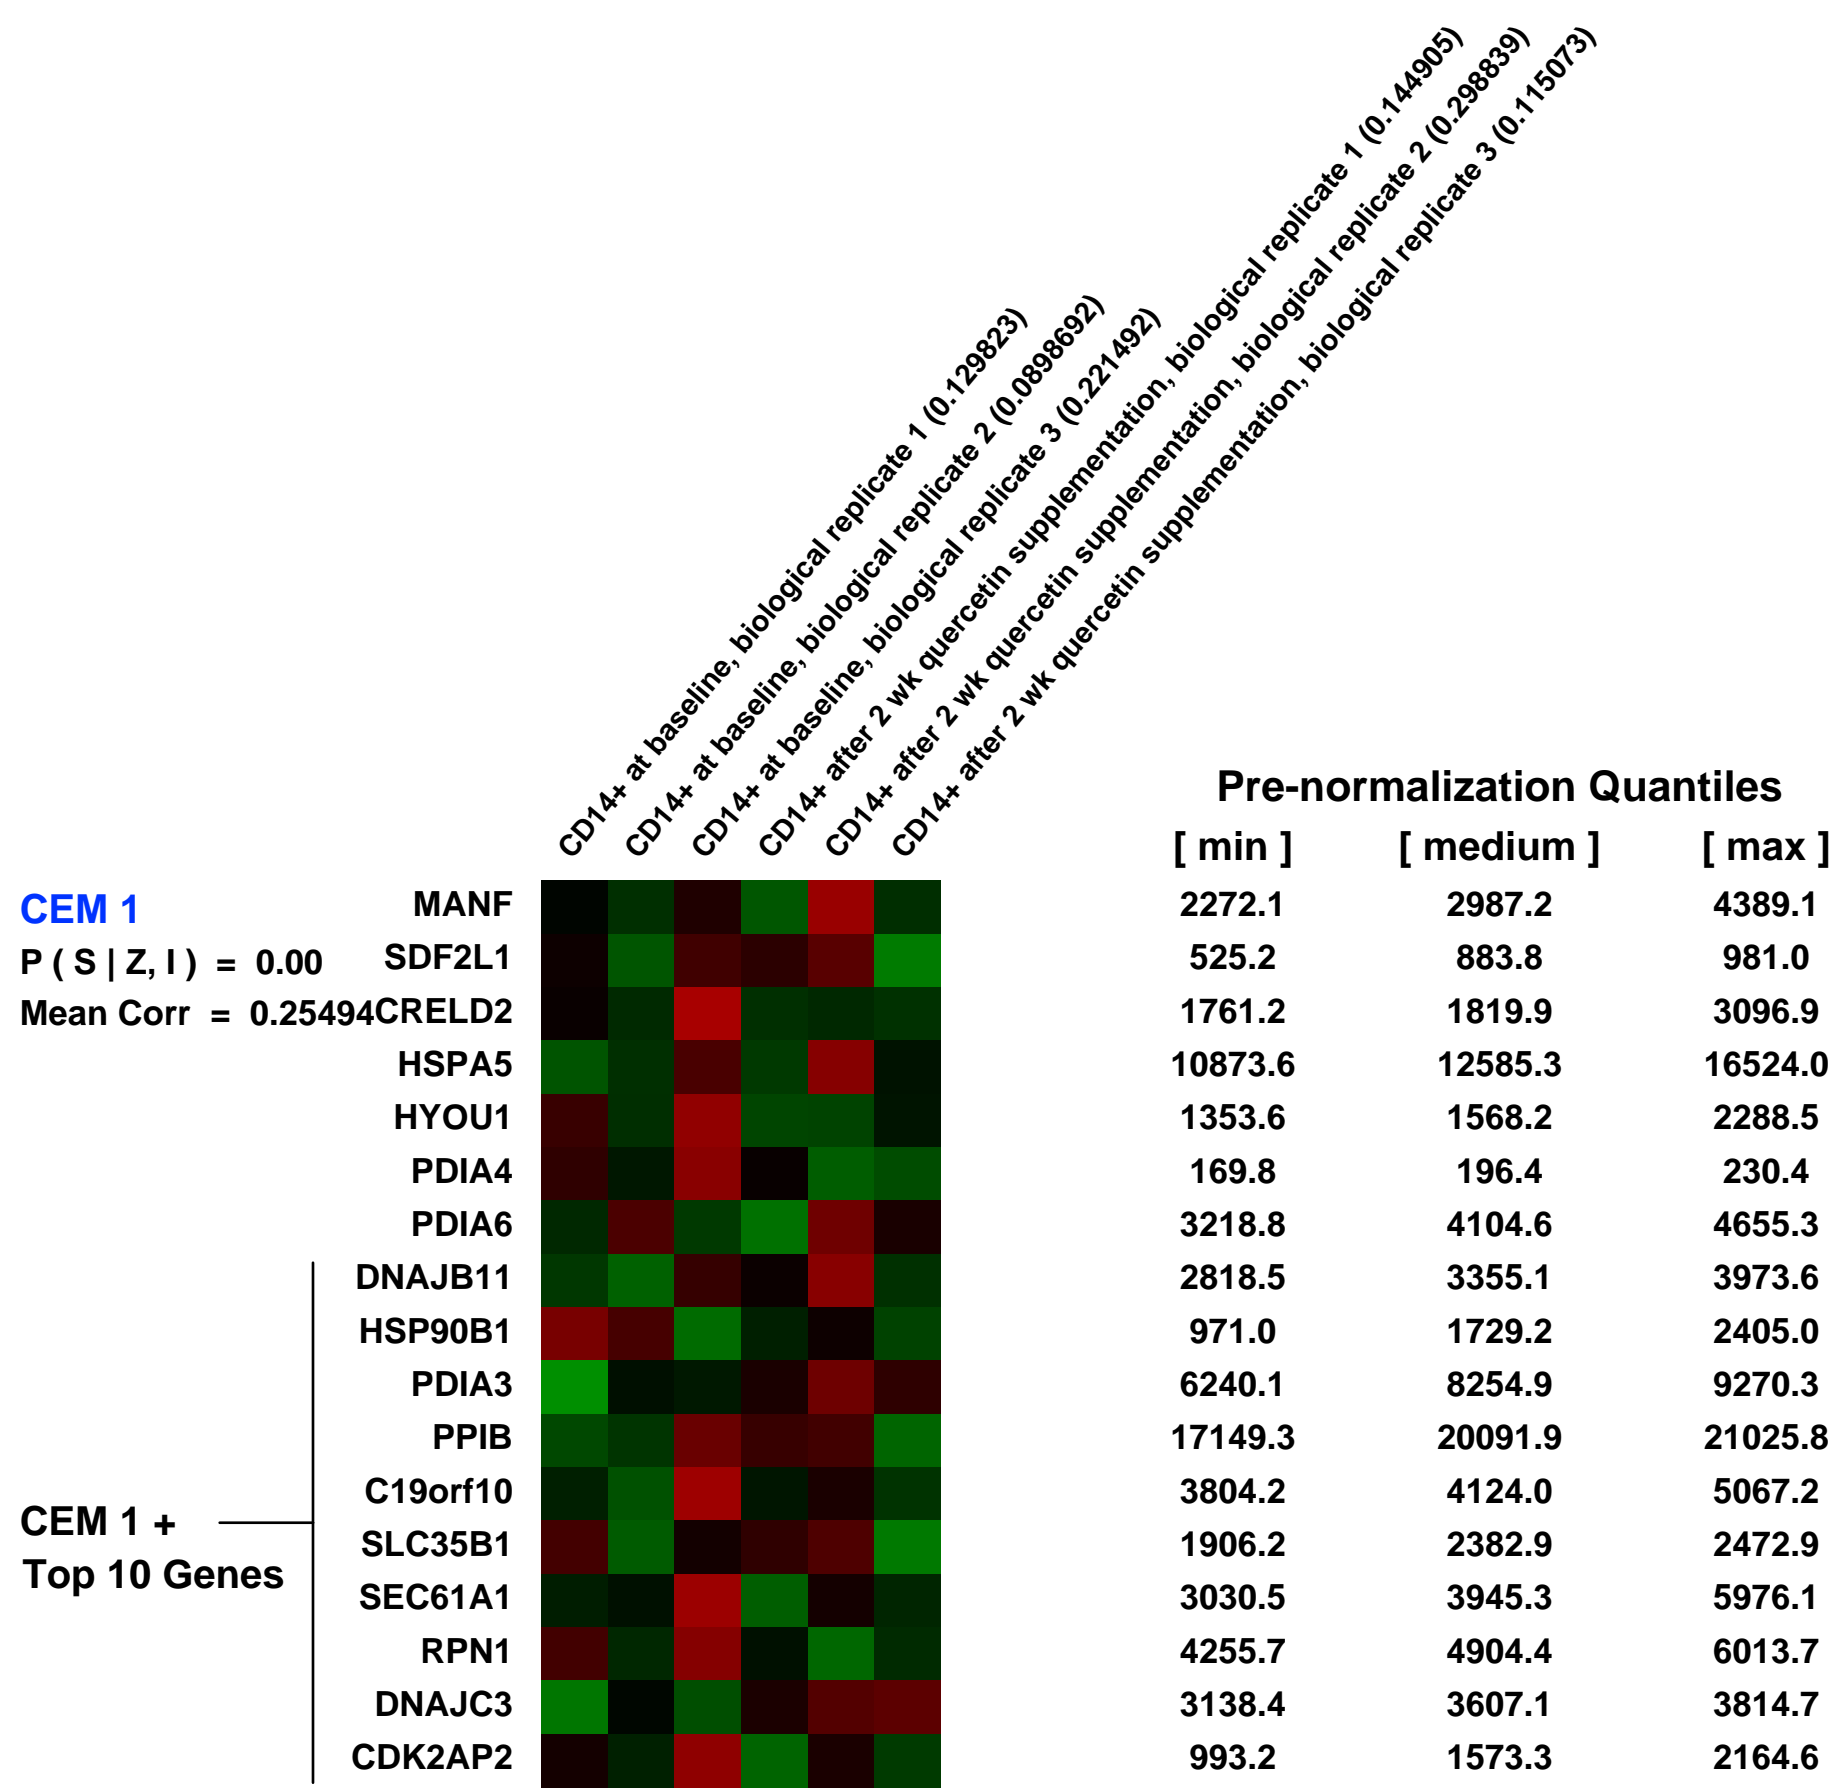 CD14+ at baseline, biological replicate 1 (0.129823)
CD14+ at baseline, biological replicate 2 (0.0898692)
CD14+ at baseline, biological replicate 3 (0.221492)
CD14+ after 2 wk quercetin supplementation, biological replicate 1 (0.144905)
CD14+ after 2 wk quercetin supplementation, biological replicate 2 (0.298839)
CD14+ after 2 wk quercetin supplementation, biological replicate 3 (0.115073)
Pre-normalization Quantiles
[ min ] [ medium ] [ max ]
CEM 1 MANF 2272.1 2987.2 4389.1
P ( S | Z, I ) = 0.00 SDF2L1 525.2 883.8 981.0
Mean Corr = 0.25494 CRELD2 1761.2 1819.9 3096.9
HSPA5 10873.6 12585.3 16524.0
HYOU1 1353.6 1568.2 2288.5
PDIA4 169.8 196.4 230.4
PDIA6 3218.8 4104.6 4655.3
DNAJB11 2818.5 3355.1 3973.6
HSP90B1 971.0 1729.2 2405.0
PDIA3 6240.1 8254.9 9270.3
PPIB 17149.3 20091.9 21025.8
C19orf10 3804.2 4124.0 5067.2
CEM 1 +
SLC35B1 1906.2 2382.9 2472.9
Top 10 Genes
SEC61A1 3030.5 3945.3 5976.1
RPN1 4255.7 4904.4 6013.7
DNAJC3 3138.4 3607.1 3814.7
CDK2AP2 993.2 1573.3 2164.6